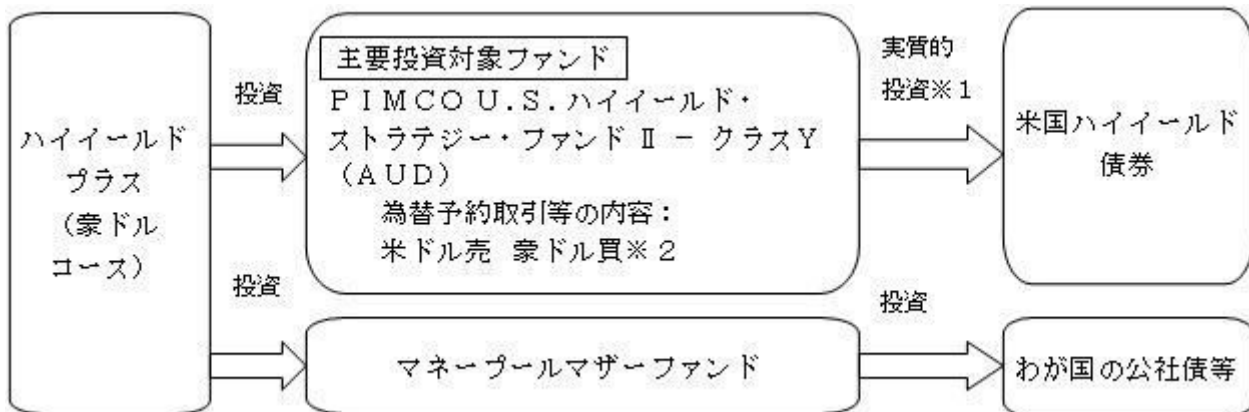 ハイイールド
プラス
（豪ドル
コース）
投資
主要投資対象ファンド
ＰＩＭＣＯ Ｕ.Ｓ.ハイイールド・
ストラテジー・ファンド Ⅱ － クラスＹ
（ＡＵＤ）
為替予約取引等の内容：
米ドル売 豪ドル買※２
実質的
投資※１
米国ハイイールド
債券
投資
マネープールマザーファンド
投資
わが国の公社債等